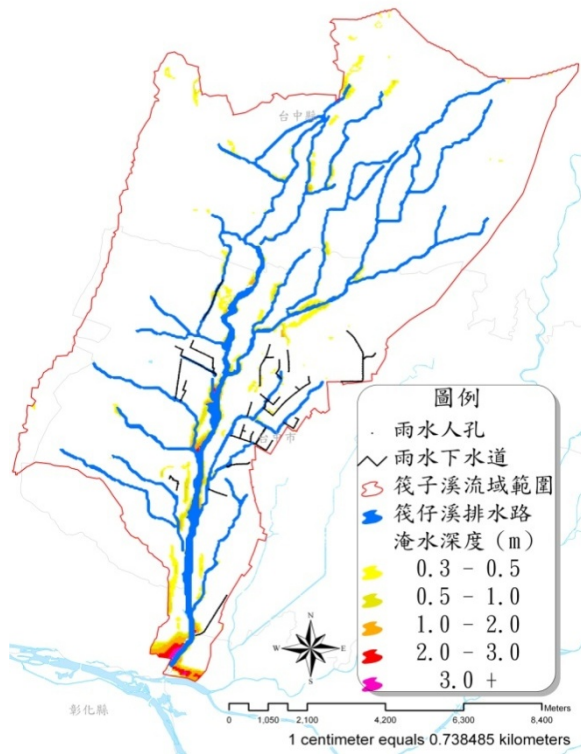 台中縣
台中市
圖例
雨水人孔
雨水下水道
筏子溪流域範圍
筏仔溪排水路
淹水深度（m）
0.3 - 0.5
0.5 - 1.0
1.0 - 2.0
2.0 - 3.0
3.0 +
N
W E
S
彰化縣
Meters
0 1,050 2,100 4,200 6,300 8,400
1 centimeter equals 0.738485 kilometers